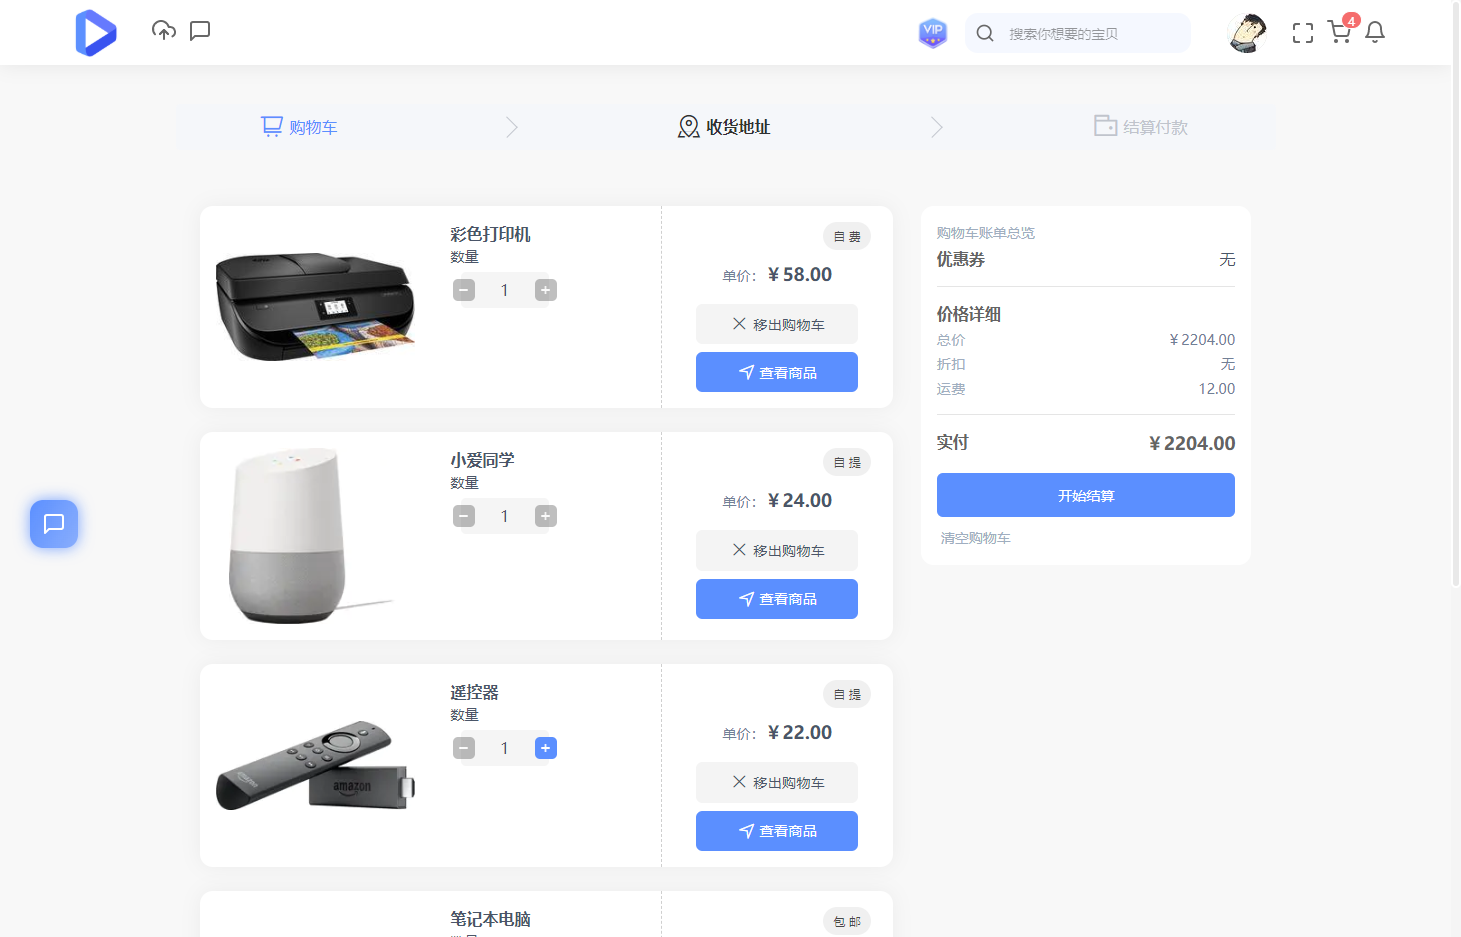 VIP
搜索你想要的宝贝
4
购物车
收货地址
结算付款
彩色打印机
数量
1
自 费
单价： ¥ 58.00
移出购物车
查看商品
小爱同学
数量
1
自 提
单价： ¥ 24.00
移出购物车
查看商品
遥控器
数量
1
amazon
自 提
单价： ¥ 22.00
移出购物车
查看商品
笔记本电脑
包 邮
购物车账单总览
优惠券 无
价格详细
总价 ¥ 2204.00
折扣 无
运费 12.00
实付 ¥ 2204.00
开始结算
清空购物车